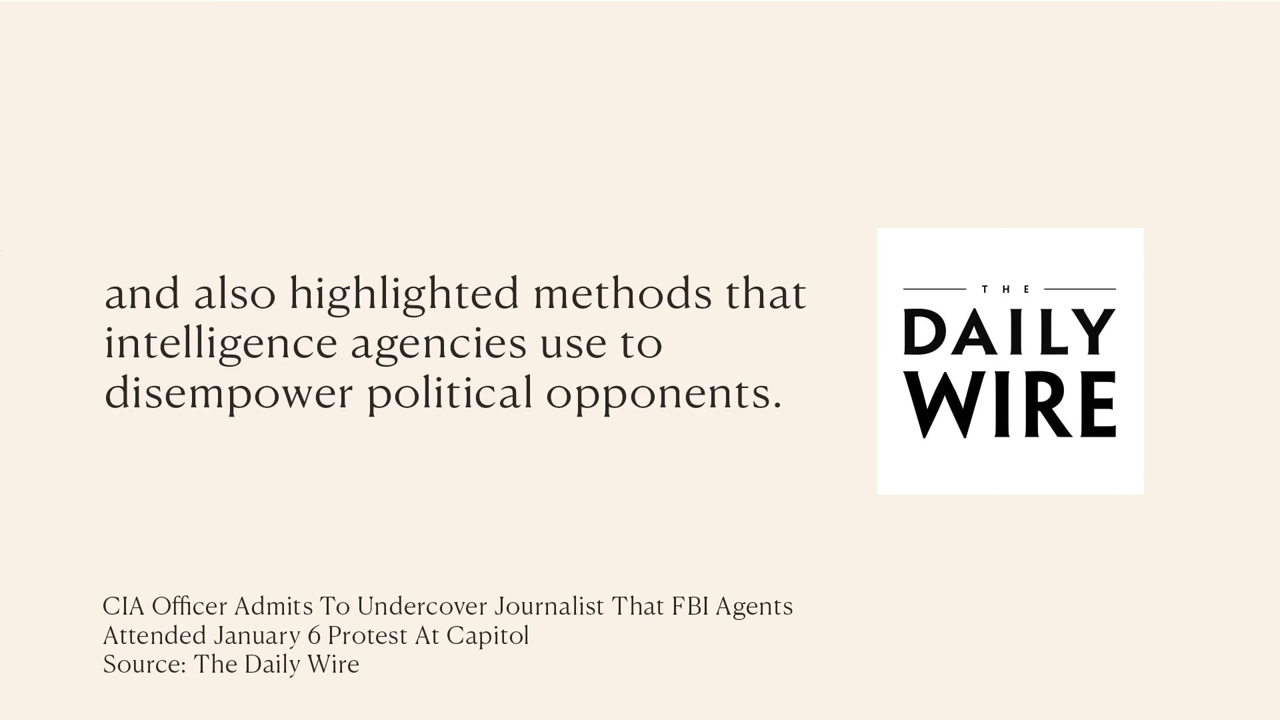 and also highlighted methods that
intelligence agencies use to
disempower political opponents.
THE
DAILY
WIRE
CIA Officer Admits To Undercover Journalist That FBI Agents
Attended January 6 Protest At Capitol
Source: The Daily Wire